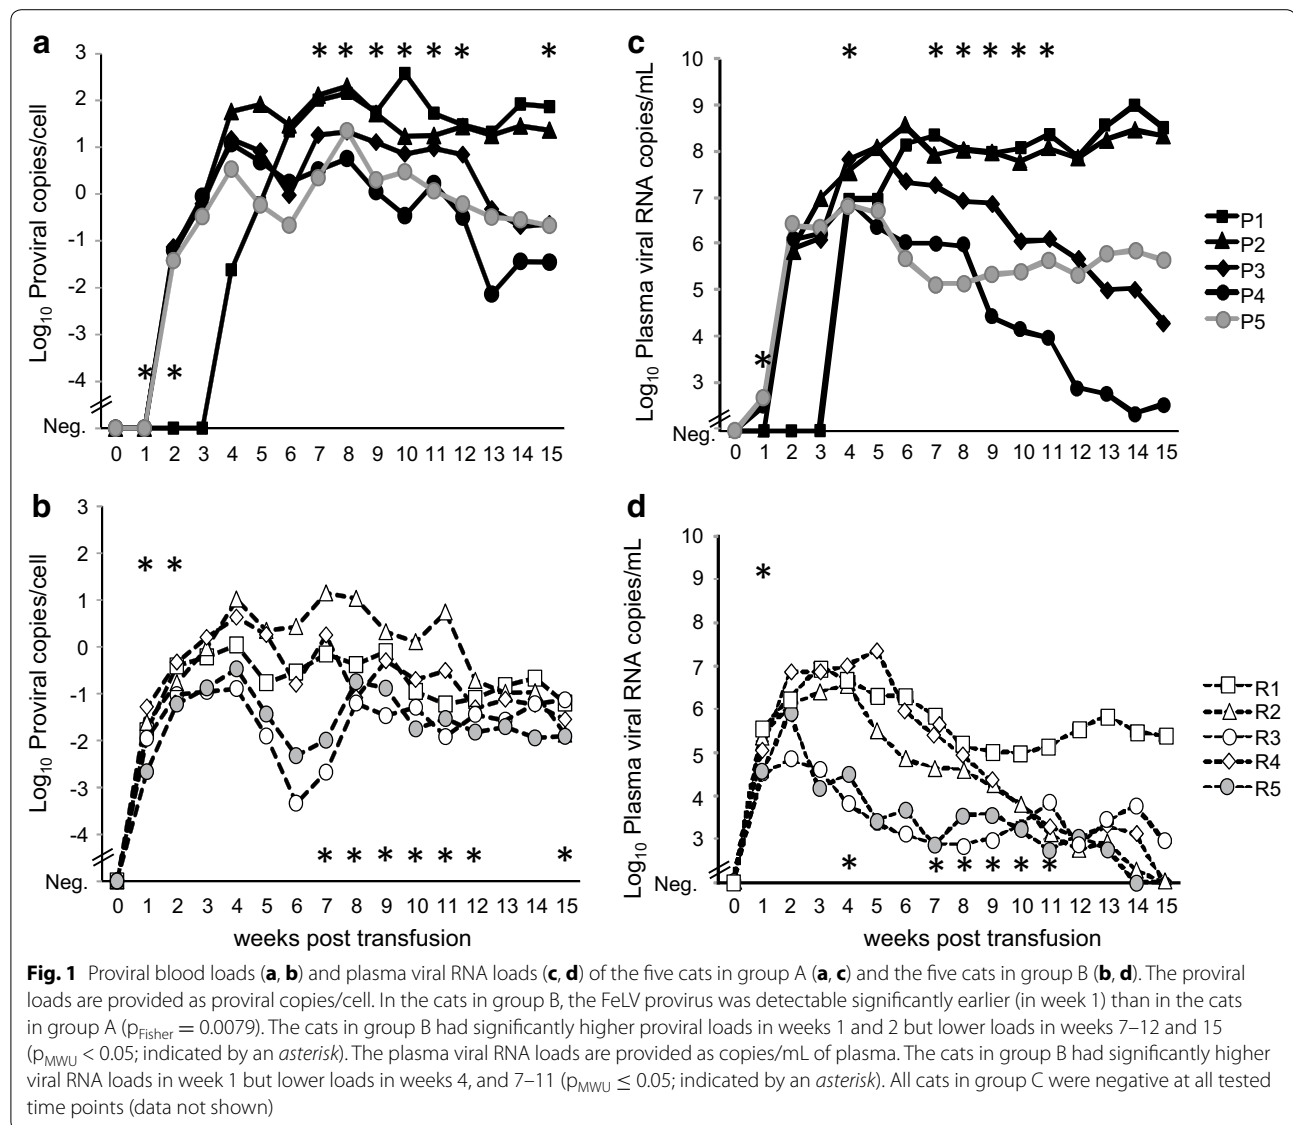 a
* * * * * * *
3
2
1
0
-1
-2
-3
-4
Neg.
Log10 Proviral copies/cell
* *
0 1 2 3 4 5 6 7 8 9 10 11 12 13 14 15
c
* * * * * *
10
9
8
7
6
5
4
3
Neg.
Log10 Plasma viral RNA copies/mL
*
0 1 2 3 4 5 6 7 8 9 10 11 12 13 14 15
P1
P2
P3
P4
P5
b
3
2
1
0
-1
-2
-3
-4
Neg.
Log10 Proviral copies/cell
* *
* * * * * * *
0 1 2 3 4 5 6 7 8 9 10 11 12 13 14 15
weeks post transfusion
d
10
9
8
7
6
5
4
3
Neg.
Log10 Plasma viral RNA copies/mL
*
* * * * * *
0 1 2 3 4 5 6 7 8 9 10 11 12 13 14 15
weeks post transfusion
R1
R2
R3
R4
R5
Fig. 1 Proviral blood loads (a, b) and plasma viral RNA loads (c, d) of the five cats in group A (a, c) and the five cats in group B (b, d). The proviral
loads are provided as proviral copies/cell. In the cats in group B, the FeLV provirus was detectable significantly earlier (in week 1) than in the cats
in group A (pFisher = 0.0079). The cats in group B had significantly higher proviral loads in weeks 1 and 2 but lower loads in weeks 7–12 and 15
(pMWU < 0.05; indicated by an asterisk). The plasma viral RNA loads are provided as copies/mL of plasma. The cats in group B had significantly higher
viral RNA loads in week 1 but lower loads in weeks 4, and 7–11 (pMWU ≤ 0.05; indicated by an asterisk). All cats in group C were negative at all tested
time points (data not shown)